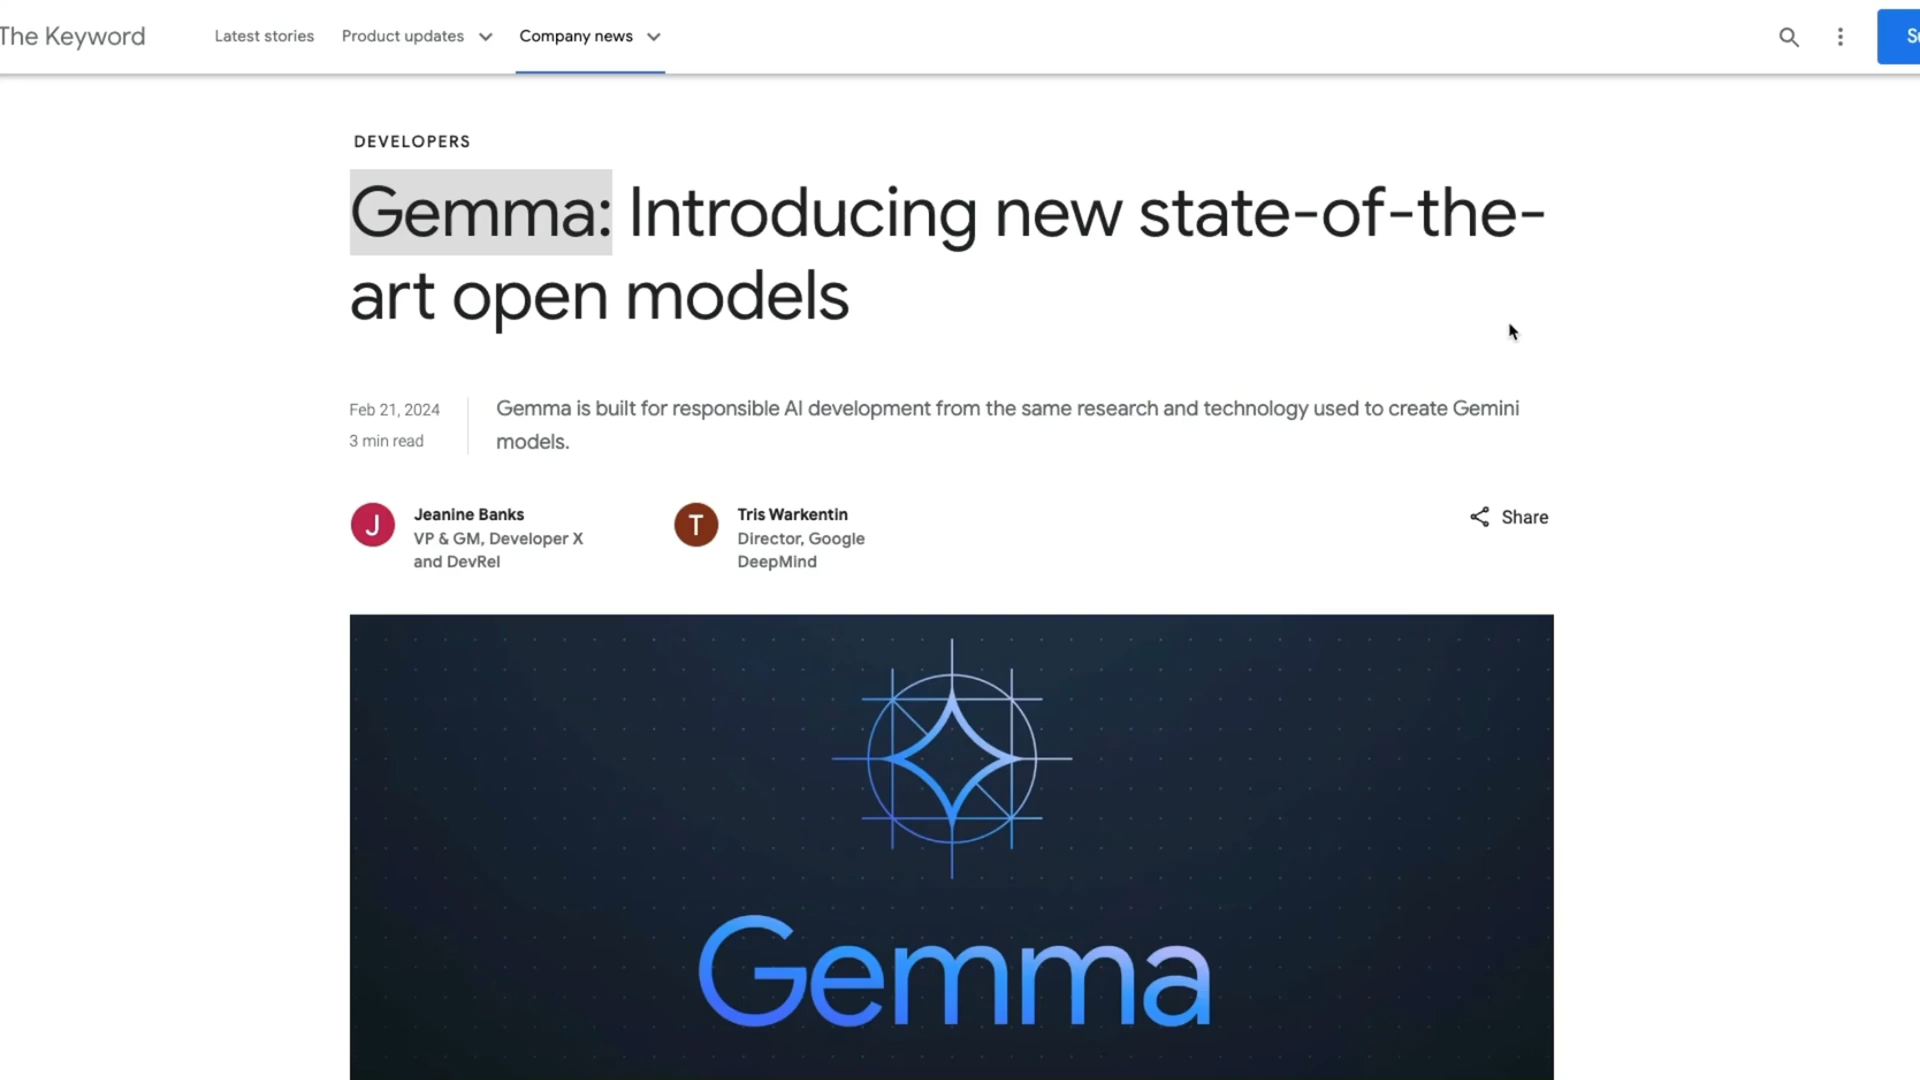 The Keyword
Latest stories
Product updates
Company news
DEVELOPERS
Gemma: Introducing new state-of-the-
art open models
Feb 21, 2024
3 min read
Gemma is built for responsible AI development from the same research and technology used to create Gemini
models.
J
Jeanine Banks
VP & GM, Developer X
and DevRel
T
Tris Warkentin
Director, Google
DeepMind
Share
Gemma